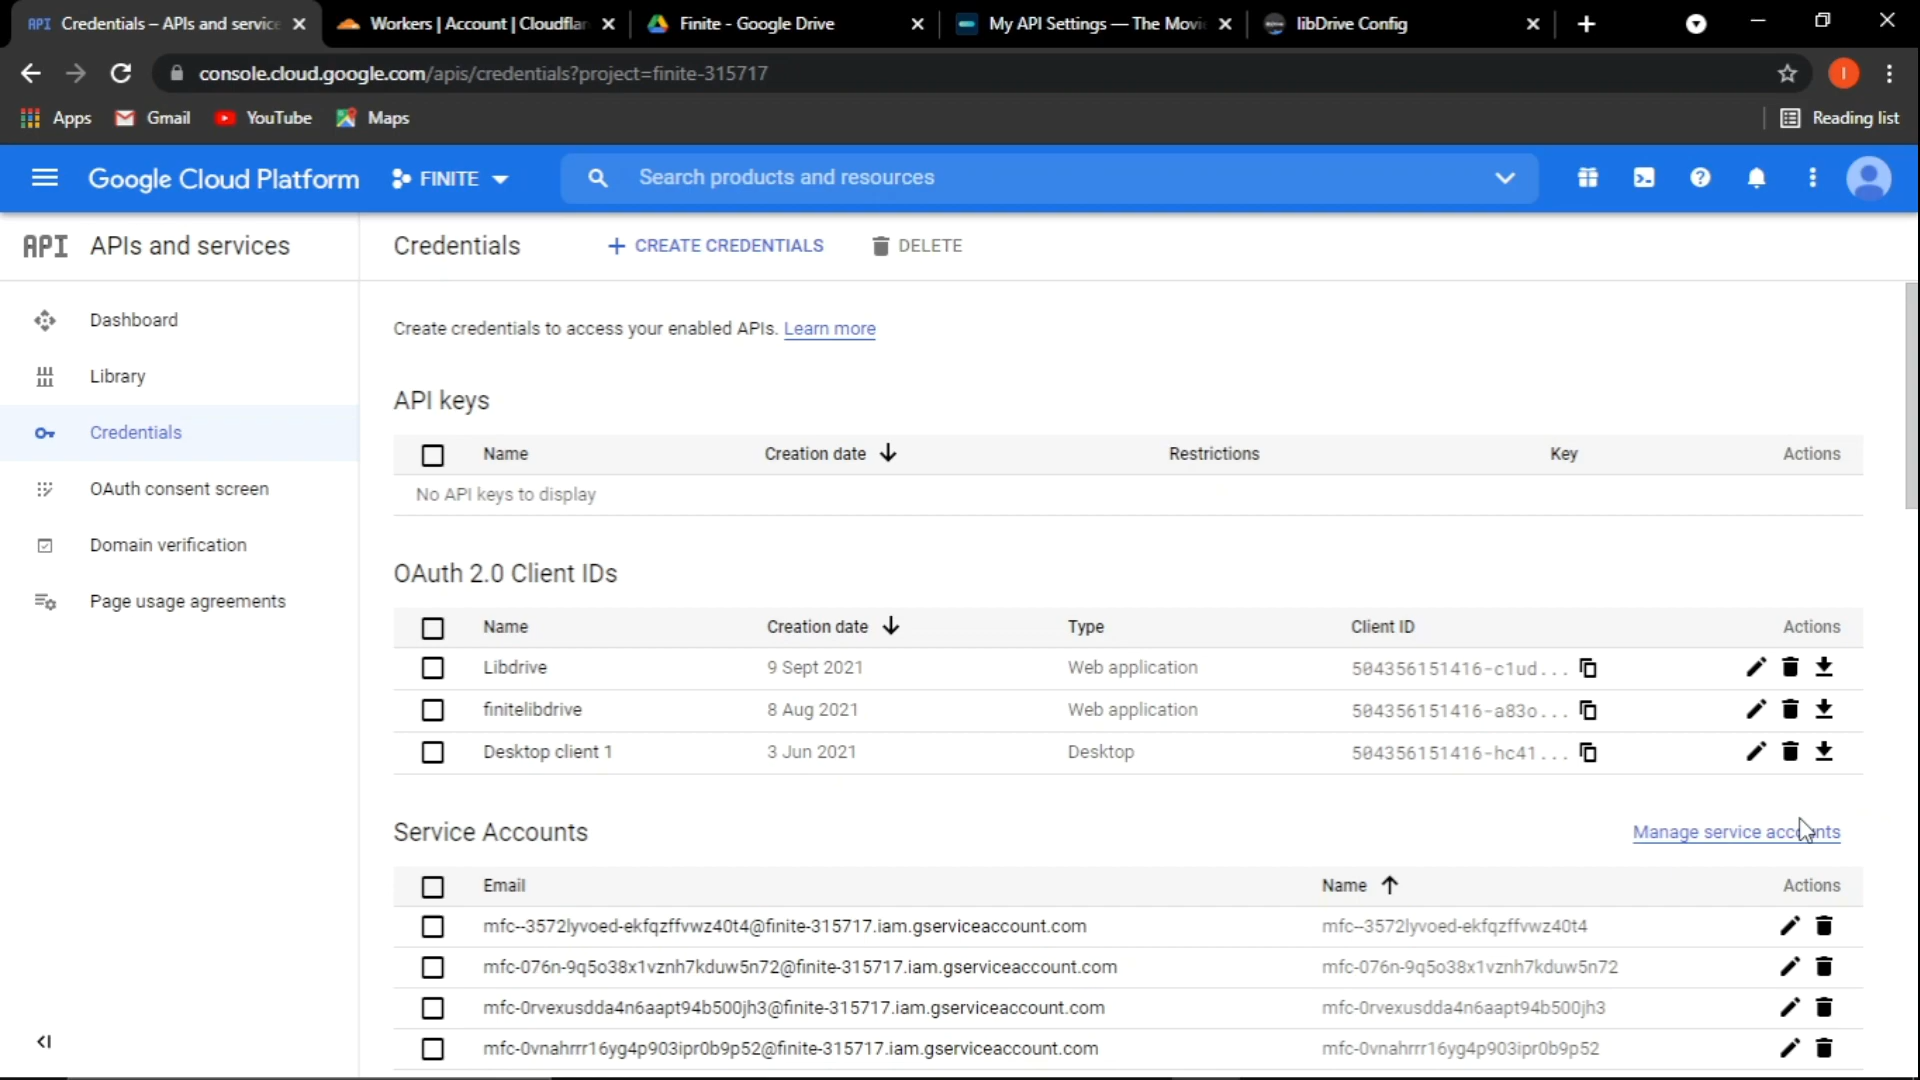 API Credentials – APIs and service
Workers | Account | Cloudflar
Finite - Google Drive
My API Settings — The Movi
libDrive Config
console.cloud.google.com/apis/credentials?project=finite-315717
I
Apps
Gmail
YouTube
Maps
Reading list
Google Cloud Platform
FINITE
Search products and resources
API APIs and services
Credentials
CREATE CREDENTIALS
DELETE
Dashboard
Library
Credentials
OAuth consent screen
Domain verification
Page usage agreements
Create credentials to access your enabled APIs. Learn more
API keys
Name Creation date Restrictions Key Actions
No API keys to display
OAuth 2.0 Client IDs
Name Creation date Type Client ID Actions
Libdrive 9 Sept 2021 Web application 504356151416-c1ud...
finitelibdrive 8 Aug 2021 Web application 504356151416-a83o...
Desktop client 1 3 Jun 2021 Desktop 504356151416-hc41...
Service Accounts
Manage service accounts
Email Name Actions
mfc--3572lyvoed-ekfqzffvwz40t4@finite-315717.iam.gserviceaccount.com mfc--3572lyvoed-ekfqzffvwz40t4
mfc-076n-9q5o38x1vznh7kduw5n72@finite-315717.iam.gserviceaccount.com mfc-076n-9q5o38x1vznh7kduw5n72
mfc-0rvexusdda4n6aapt94b500jh3@finite-315717.iam.gserviceaccount.com mfc-0rvexusdda4n6aapt94b500jh3
mfc-0vnahrrr16yg4p903ipr0b9p52@finite-315717.iam.gserviceaccount.com mfc-0vnahrrr16yg4p903ipr0b9p52